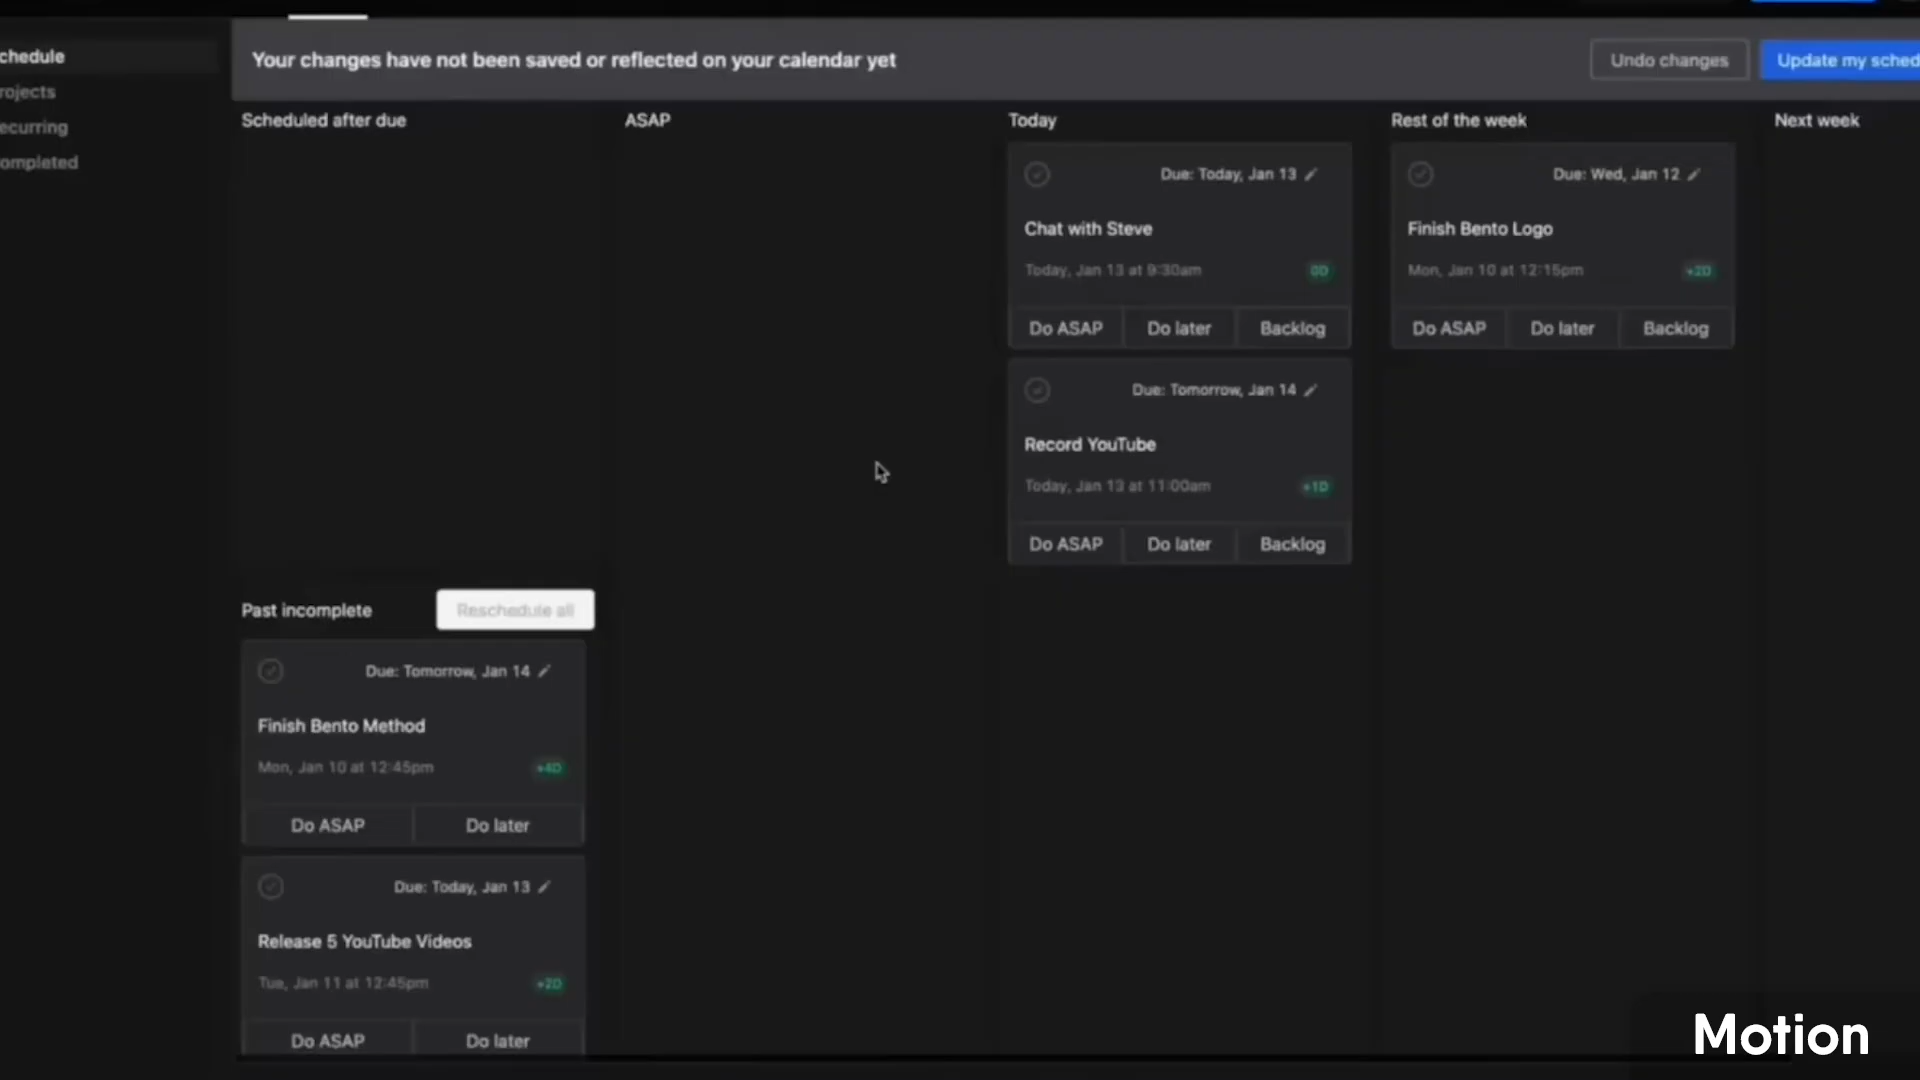 chedule
rojects
ecurring
ompleted
Your changes have not been saved or reflected on your calendar yet
Undo changes
Update my sched
Scheduled after due
ASAP
Today
Rest of the week
Next week
Due: Today, Jan 13
Chat with Steve
Today, Jan 13 at 9:30am
0D
Do ASAP
Do later
Backlog
Due: Tomorrow, Jan 14
Record YouTube
Today, Jan 13 at 11:00am
+1D
Do ASAP
Do later
Backlog
Due: Wed, Jan 12
Finish Bento Logo
Mon, Jan 10 at 12:15pm
+2D
Do ASAP
Do later
Backlog
Past incomplete
Reschedule all
Due: Tomorrow, Jan 14
Finish Bento Method
Mon, Jan 10 at 12:45pm
+4D
Do ASAP
Do later
Due: Today, Jan 13
Release 5 YouTube Videos
Tue, Jan 11 at 12:45pm
+2D
Do ASAP
Do later
Motion